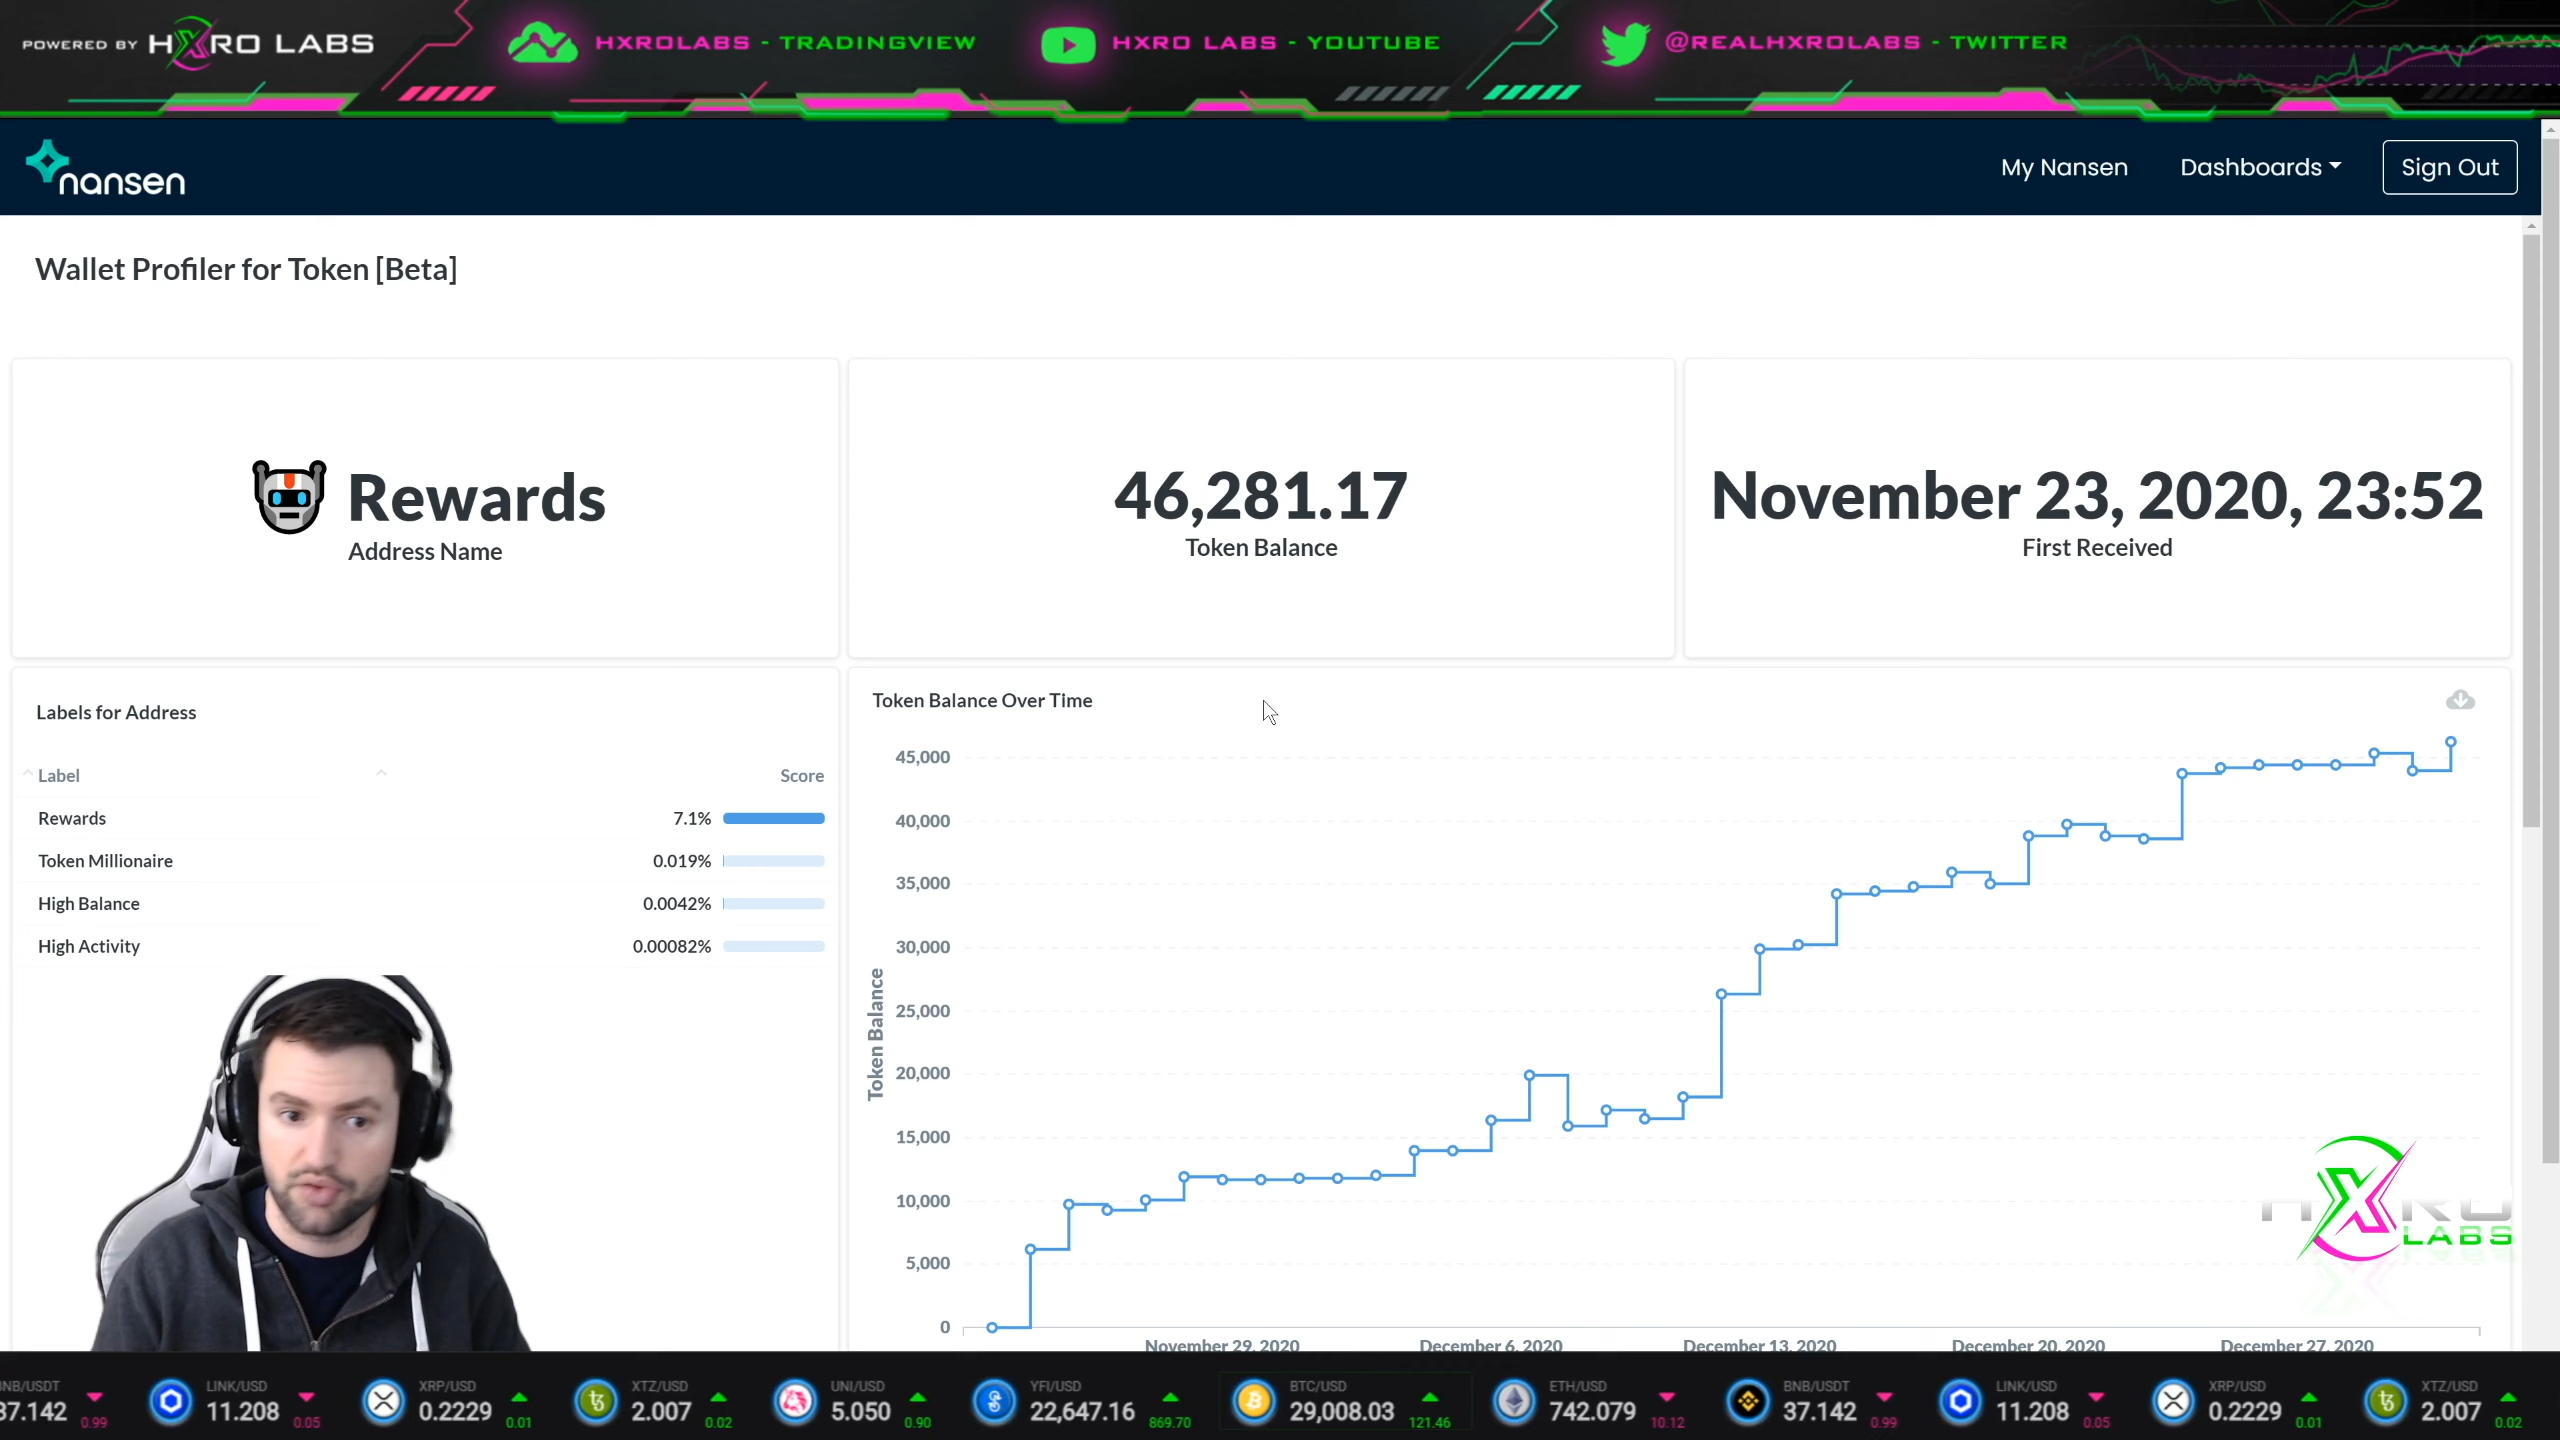 POWERED BY HXRO LABS
HXROLABS - TRADINGVIEW
HXRO LABS - YOUTUBE
@REALHXROLABS - TWITTER
nansen
My Nansen
Dashboards
Sign Out
Wallet Profiler for Token [Beta]
Rewards
Address Name
46,281.17
Token Balance
November 23, 2020, 23:52
First Received
Labels for Address
Label Score
Rewards 7.1%
Token Millionaire 0.019%
High Balance 0.0042%
High Activity 0.00082%
Token Balance Over Time
Token Balance
45,000
40,000
35,000
30,000
25,000
20,000
15,000
10,000
5,000
0
November 29, 2020
December 6, 2020
December 13, 2020
December 20, 2020
December 27, 2020
HXRO
LABS
NB/USDT
37.142 0.99
LINK/USD
11.208 0.05
XRP/USD
0.2229 0.01
XTZ/USD
2.007 0.02
UNI/USD
5.050 0.90
YFI/USD
22,647.16 869.70
BTC/USD
29,008.03 121.46
ETH/USD
742.079 10.12
BNB/USDT
37.142 0.99
LINK/USD
11.208 0.05
XRP/USD
0.2229 0.01
XTZ/USD
2.007 0.02